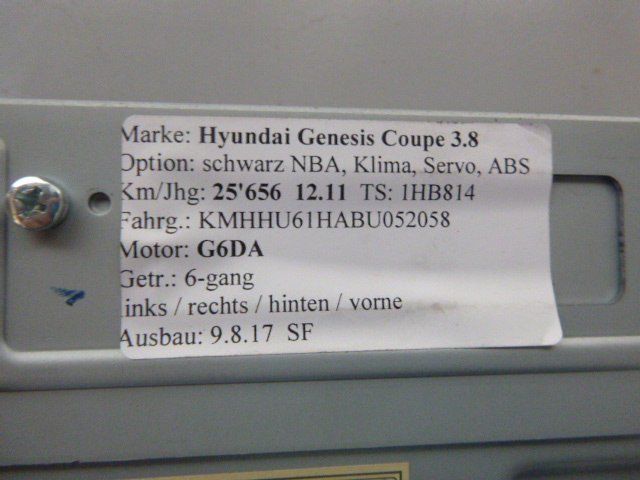 Marke: Hyundai Genesis Coupe 3.8
Option: schwarz NBA, Klima, Servo, ABS
Km/Jhg: 25'656 12.11 TS: 1HB814
Fahrg.: KMHHU61HABU052058
Motor: G6DA
Getr.: 6-gang
links / rechts / hinten / vorne
Ausbau: 9.8.17 SF